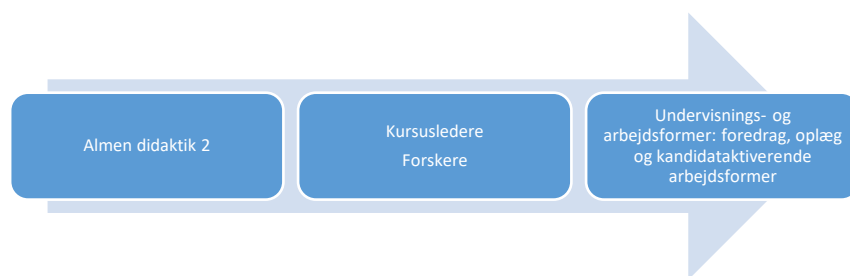 Almen didaktik 2
Kursusledere
Forskere
Undervisnings- og
arbejdsformer: foredrag, oplæg
og kandidataktiverende
arbejdsformer